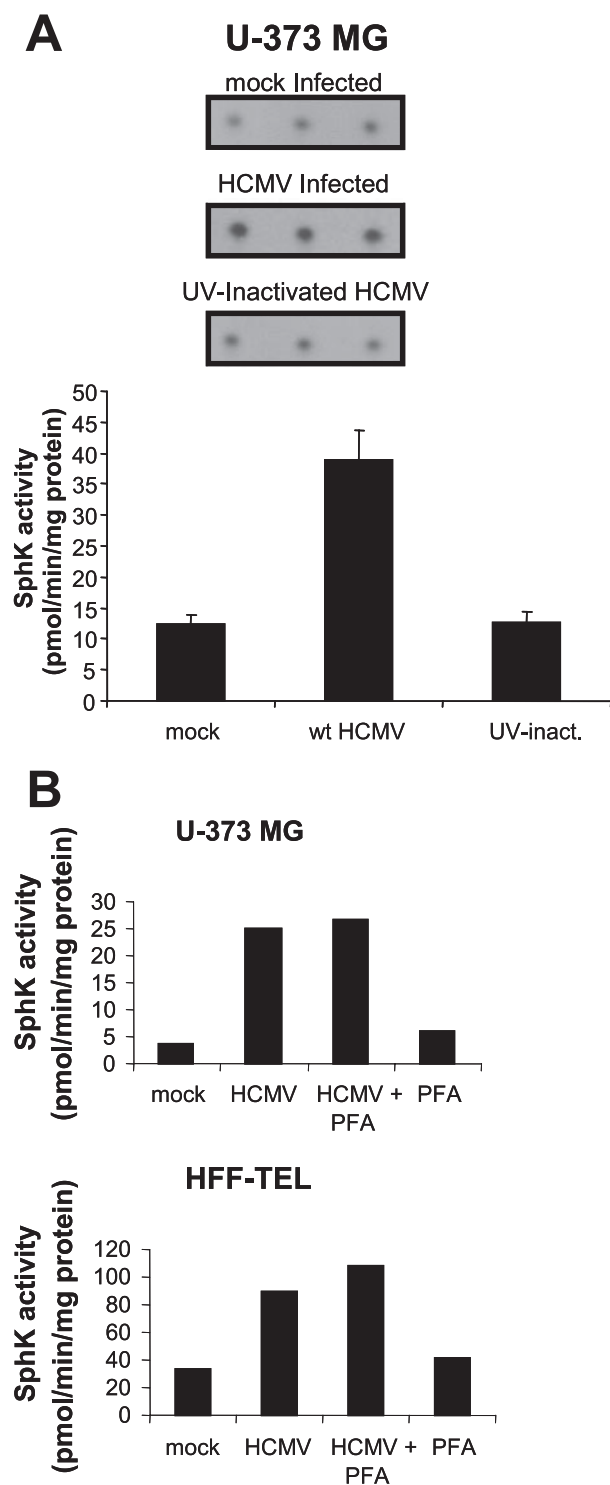 A
U-373 MG
mock Infected
HCMV Infected
UV-Inactivated HCMV
SphK activity
(pmol/min/mg protein)
50
45
40
35
30
25
20
15
10
5
0
mock wt HCMV UV-inact.
B
U-373 MG
SphK activity
(pmol/min/mg protein)
30
25
20
15
10
5
0
mock HCMV HCMV + PFA
PFA
HFF-TEL
SphK activity
(pmol/min/mg protein)
120
100
80
60
40
20
0
mock HCMV HCMV + PFA
PFA